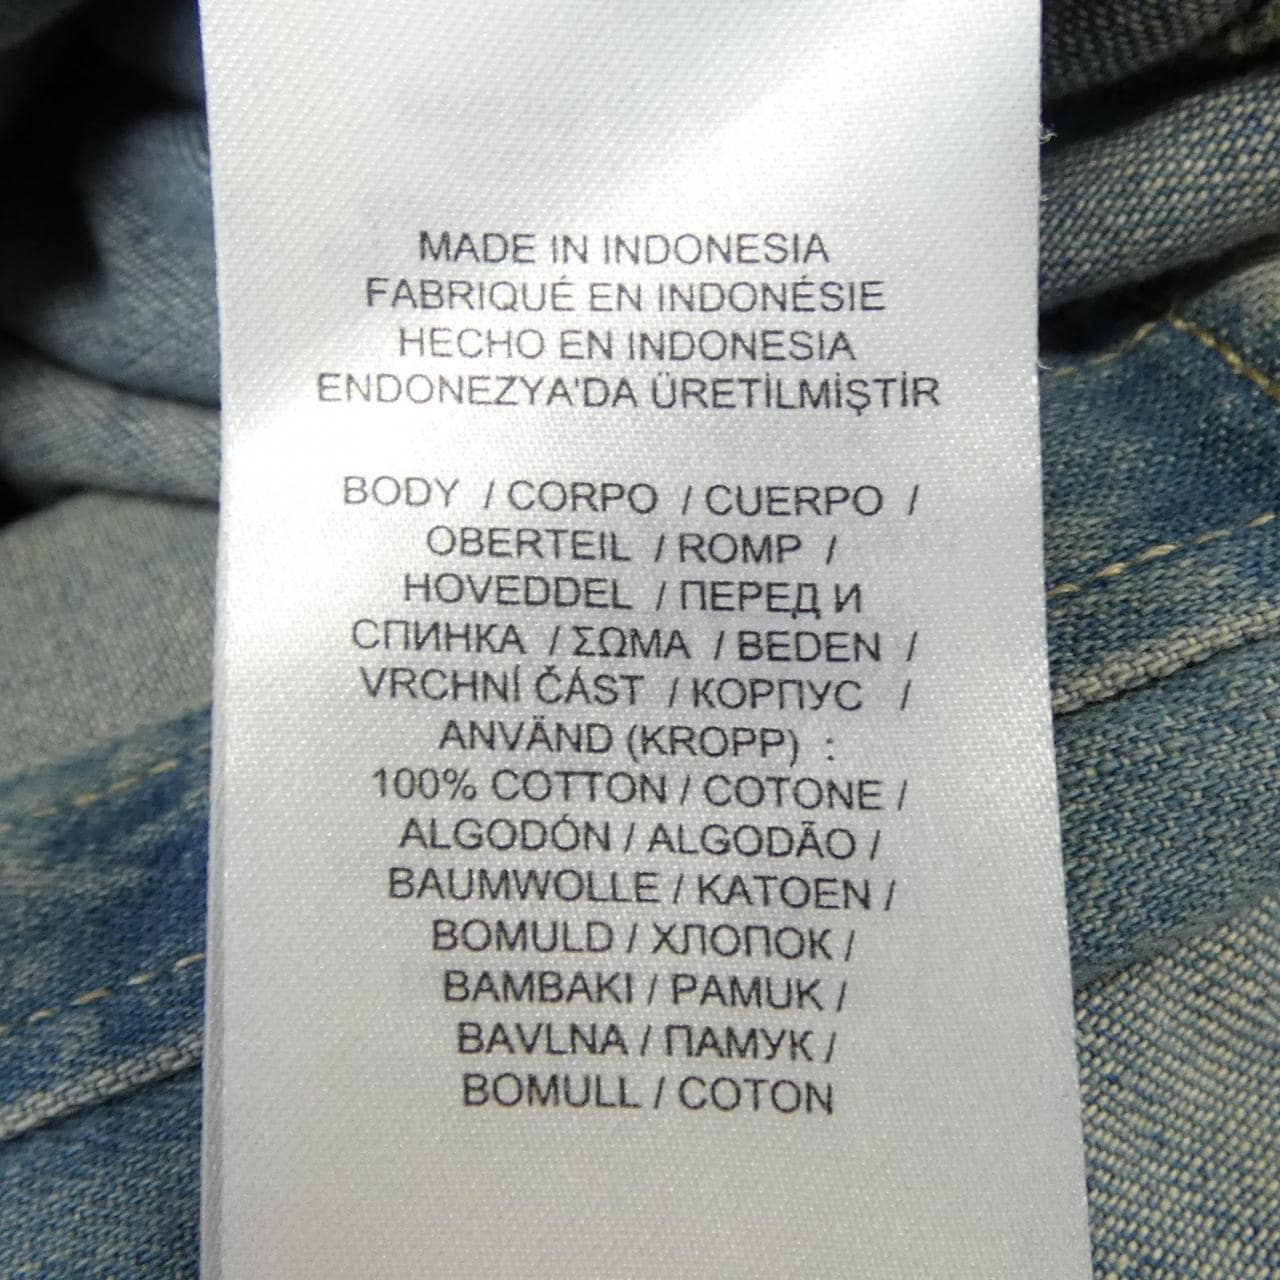 MADE IN INDONESIA
FABRIQUÉ EN INDONÉSIE
HECHO EN INDONESIA
ENDONEZYA'DA ÜRETİLMİŞTİR
BODY / CORPO / CUERPO /
OBERTEIL / ROMP /
HOVEDDEL / ПЕРЕД И
СПИНКА / ΣΩΜΑ / BEDEN /
VRCHNÍ ČÁST / КОРПУС /
ANVÄND (KROPP) :
100% COTTON / COTONE /
ALGODÓN / ALGODÃO /
BAUMWOLLE / KATOEN /
BOMULD / ХЛОПОК /
ΒΑΜΒΑΚΙ / PAMUK /
BAVLNA / ПАМУК /
BOMULL / COTON